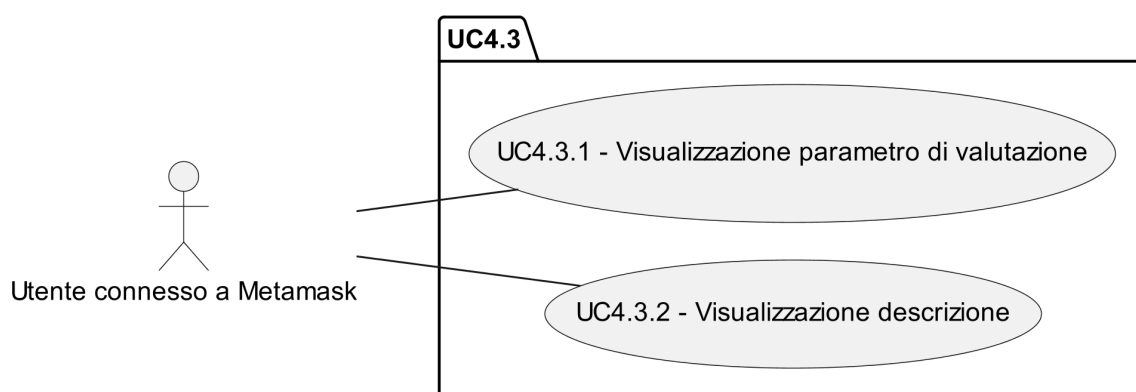 UC4.3
UC4.3.1 - Visualizzazione parametro di valutazione
Utente connesso a Metamask
UC4.3.2 - Visualizzazione descrizione